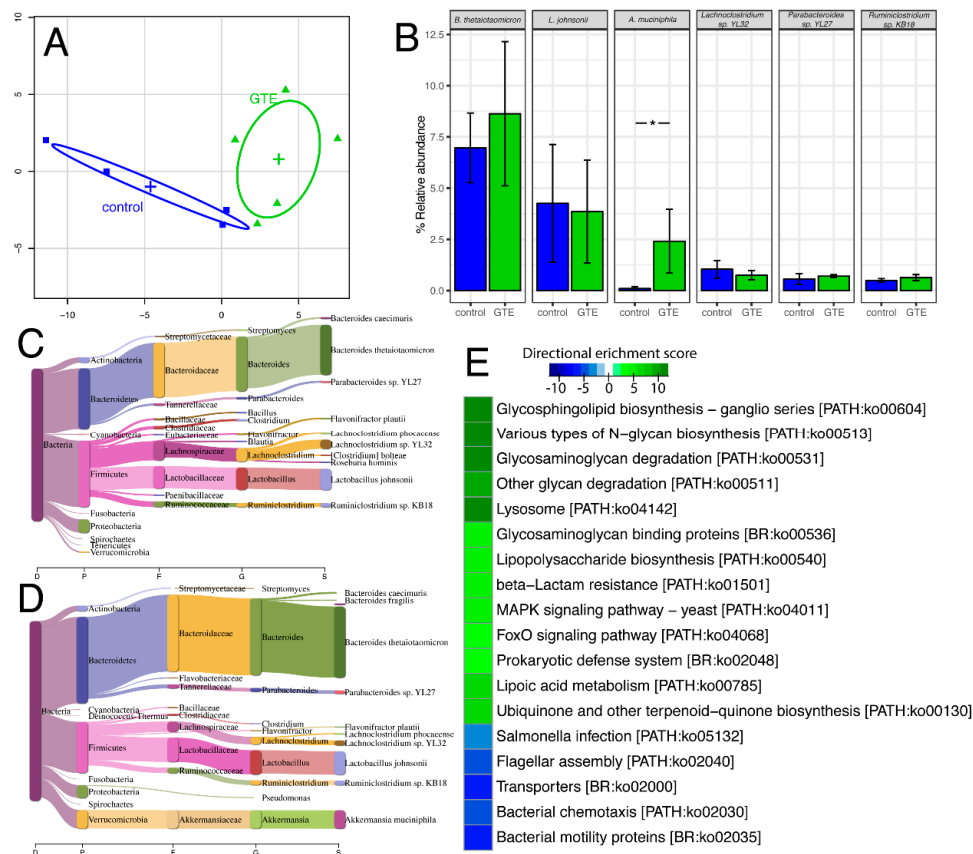 A
10
5
0
−5
−10
−5
0
5
GTE
control
B
% Relative abundance
12.5
10.0
7.5
5.0
2.5
0.0
B. thetaiotaomicron
L. johnsonii
A. muciniphila
Lachnoclostridium
sp. YL32
Parabacteroides
sp. YL27
Ruminiclostridium
sp. KB18
*
control GTE
control GTE
control GTE
control GTE
control GTE
control GTE
C
Bacteria
Actinobacteria
Bacteroidetes
Cyanobacteria
Firmicutes
Fusobacteria
Proteobacteria
Spirochaetes
Tenericutes
Verrucomicrobia
Streptomycetaceae
Bacteroidaceae
Tannerellaceae
Bacillaceae
Clostridiaceae
Eubacteriaceae
Lachnospiraceae
Lactobacillaceae
Paenibacillaceae
Ruminococcaceae
Streptomyces
Bacteroides
Parabacteroides
Bacillus
Clostridium
Flavonifractor
Blautia
Lachnoclostridium
Lactobacillus
Ruminiclostridium
Bacteroides caecimuris
Bacteroides thetaiotaomicron
Parabacteroides sp. YL27
Flavonifractor plautii
Lachnoclostridium phocaeense
Lachnoclostridium sp. YL32
[Clostridium] bolteae
Roseburia hominis
Lactobacillus johnsonii
Ruminiclostridium sp. KB18
D P F G S
D
Bacteria
Actinobacteria
Bacteroidetes
Cyanobacteria
Deinococcus-Thermus
Firmicutes
Fusobacteria
Proteobacteria
Spirochaetes
Verrucomicrobia
Streptomycetaceae
Bacteroidaceae
Flavobacteriaceae
Tannerellaceae
Bacillaceae
Clostridiaceae
Lachnospiraceae
Lactobacillaceae
Ruminococcaceae
Akkermansiaceae
Streptomyces
Bacteroides
Parabacteroides
Clostridium
Flavonifractor
Lachnoclostridium
Lactobacillus
Ruminiclostridium
Pseudomonas
Akkermansia
Bacteroides caecimuris
Bacteroides fragilis
Bacteroides thetaiotaomicron
Parabacteroides sp. YL27
Flavonifractor plautii
Lachnoclostridium phocaeense
Lachnoclostridium sp. YL32
Lactobacillus johnsonii
Ruminiclostridium sp. KB18
Akkermansia muciniphila
D P F G S
E
Directional erichment score
-10 -5 0 5 10
Glycosphingolipid biosynthesis − ganglio series [PATH:ko00604]
Various types of N−glycan biosynthesis [PATH:ko00513]
Glycosaminoglycan degradation [PATH:ko00531]
Other glycan degradation [PATH:ko00511]
Lysosome [PATH:ko04142]
Glycosaminoglycan binding proteins [BR:ko00536]
Lipopolysaccharide biosynthesis [PATH:ko00540]
beta−Lactam resistance [PATH:ko01501]
MAPK signaling pathway − yeast [PATH:ko04011]
FoxO signaling pathway [PATH:ko04068]
Prokaryotic defense system [BR:ko02048]
Lipoic acid metabolism [PATH:ko00785]
Ubiquinone and other terpenoid−quinone biosynthesis [PATH:ko00130]
Salmonella infection [PATH:ko05132]
Flagellar assembly [PATH:ko02040]
Transporters [BR:ko02000]
Bacterial chemotaxis [PATH:ko02030]
Bacterial motility proteins [BR:ko02035]